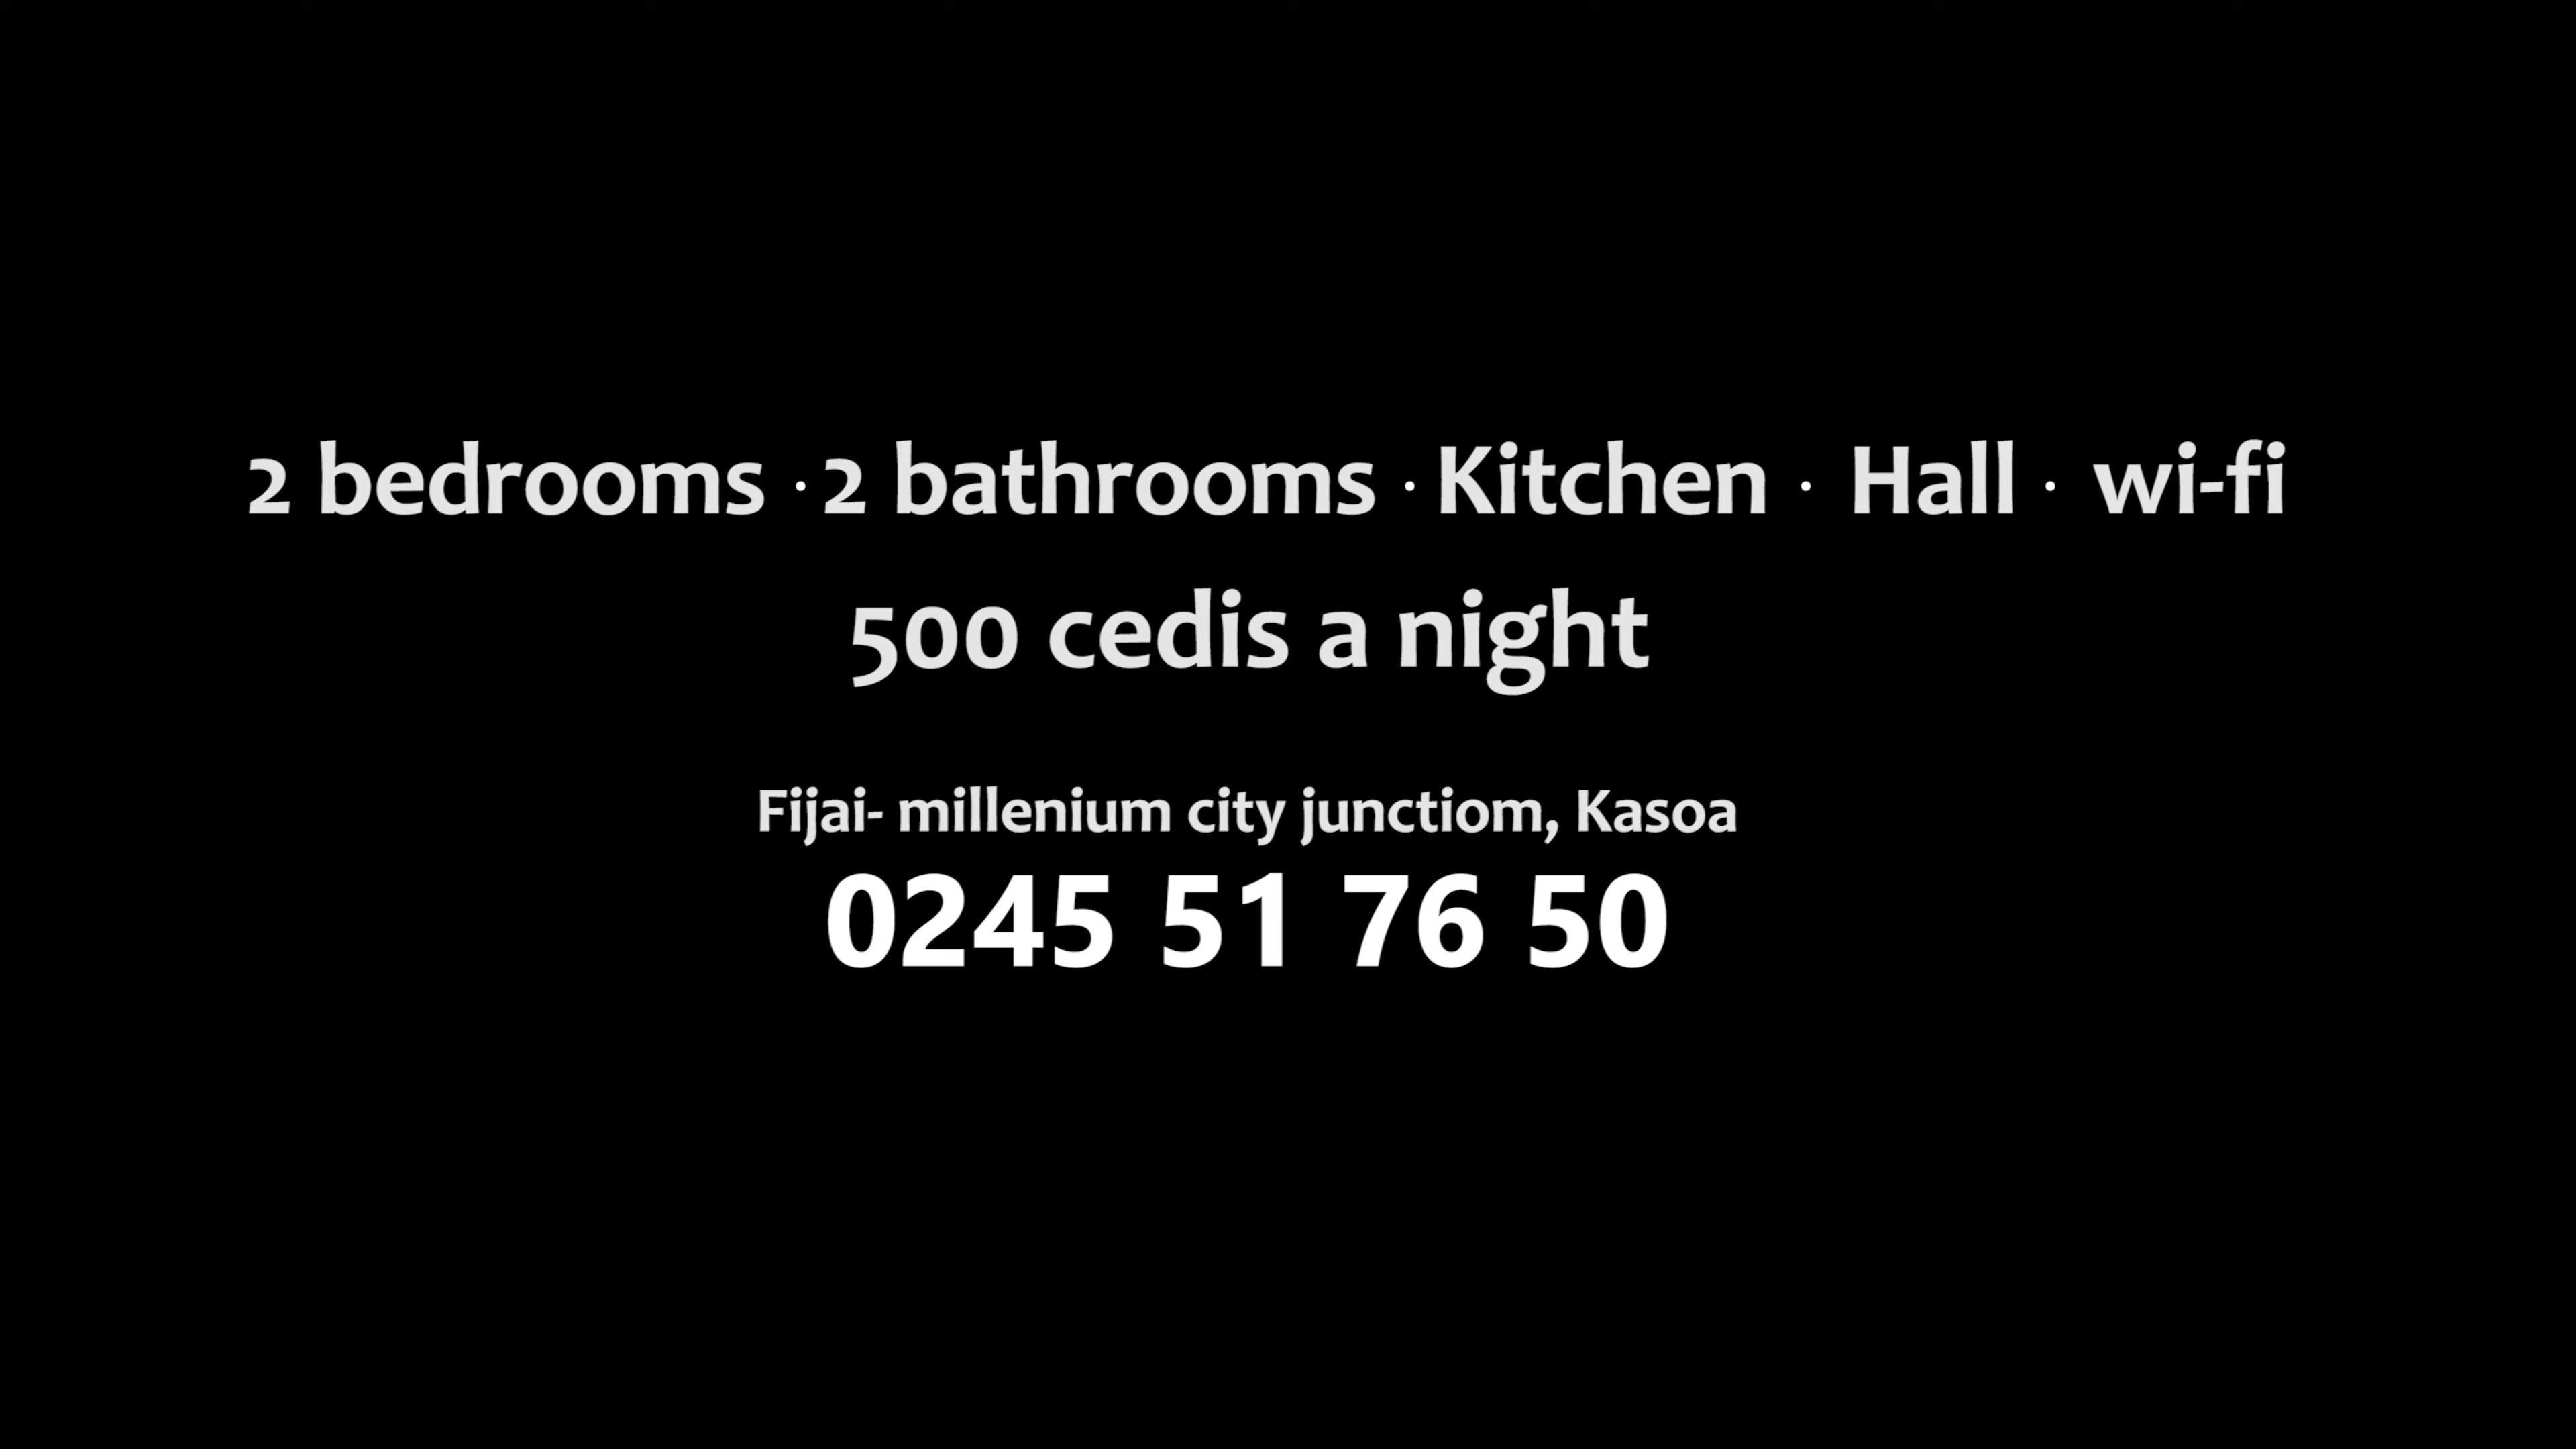 2 bedrooms · 2 bathrooms · Kitchen · Hall · wi-fi
500 cedis a night
Fijai- millenium city junctiom, Kasoa
0245 51 76 50